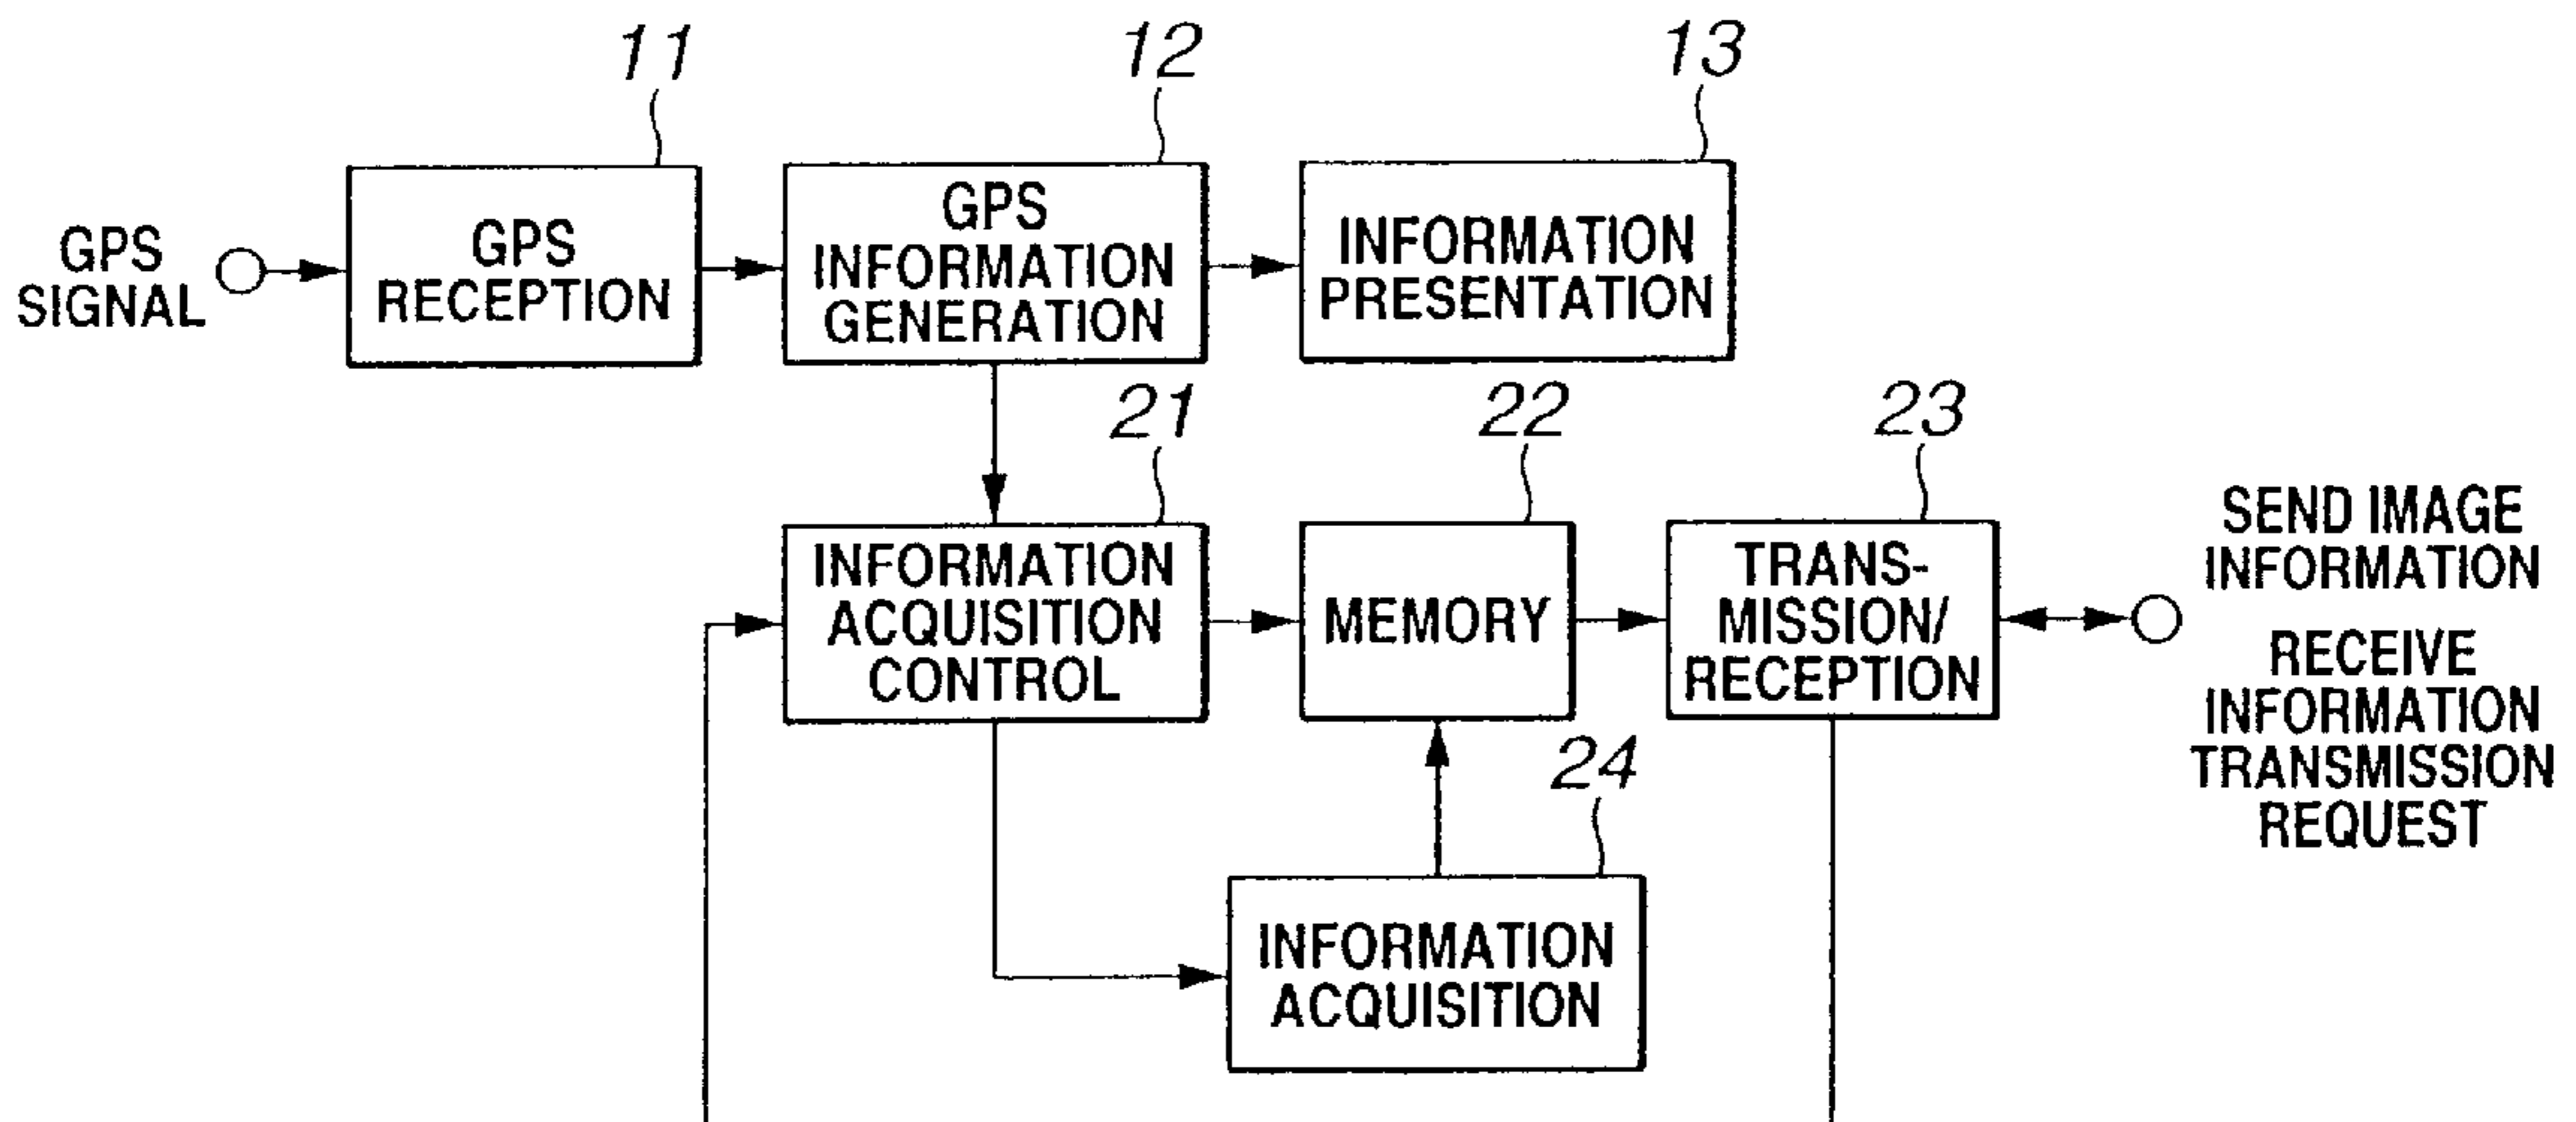 11
12
13
GPS
SIGNAL
GPS
RECEPTION
GPS
INFORMATION
GENERATION
INFORMATION
PRESENTATION
21
22
23
INFORMATION
ACQUISITION
CONTROL
MEMORY
TRANS-
MISSION/
RECEPTION
SEND IMAGE
INFORMATION
RECEIVE
INFORMATION
TRANSMISSION
REQUEST
24
INFORMATION
ACQUISITION